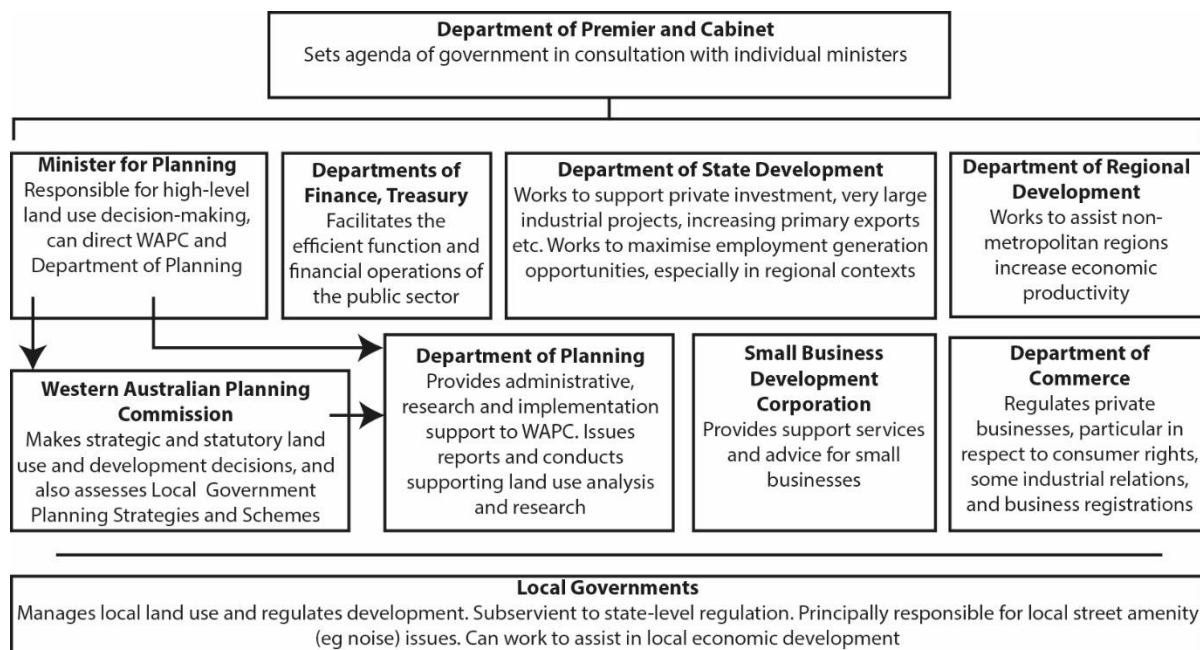 Department of Premier and Cabinet
Sets agenda of government in consultation with individual ministers
Minister for Planning
Responsible for high-level
land use decision-making,
can direct WAPC and
Department of Planning
Departments of
Finance, Treasury
Facilitates the
efficient function and
financial operations of
the public sector
Department of State Development
Works to support private investment, very large
industrial projects, increasing primary exports
etc. Works to maximise employment generation
opportunities, especially in regional contexts
Department of Regional
Development
Works to assist non-
metropolitan regions
increase economic
productivity
Western Australian Planning
Commission
Makes strategic and statutory land
use and development decisions, and
also assesses Local Government
Planning Strategies and Schemes
Department of Planning
Provides administrative,
research and implementation
support to WAPC. Issues
reports and conducts
supporting land use analysis
and research
Small Business
Development
Corporation
Provides support services
and advice for small
businesses
Department of
Commerce
Regulates private
businesses, particular in
respect to consumer rights,
some industrial relations,
and business registrations
Local Governments
Manages local land use and regulates development. Subservient to state-level regulation. Principally responsible for local street amenity
(eg noise) issues. Can work to assist in local economic development